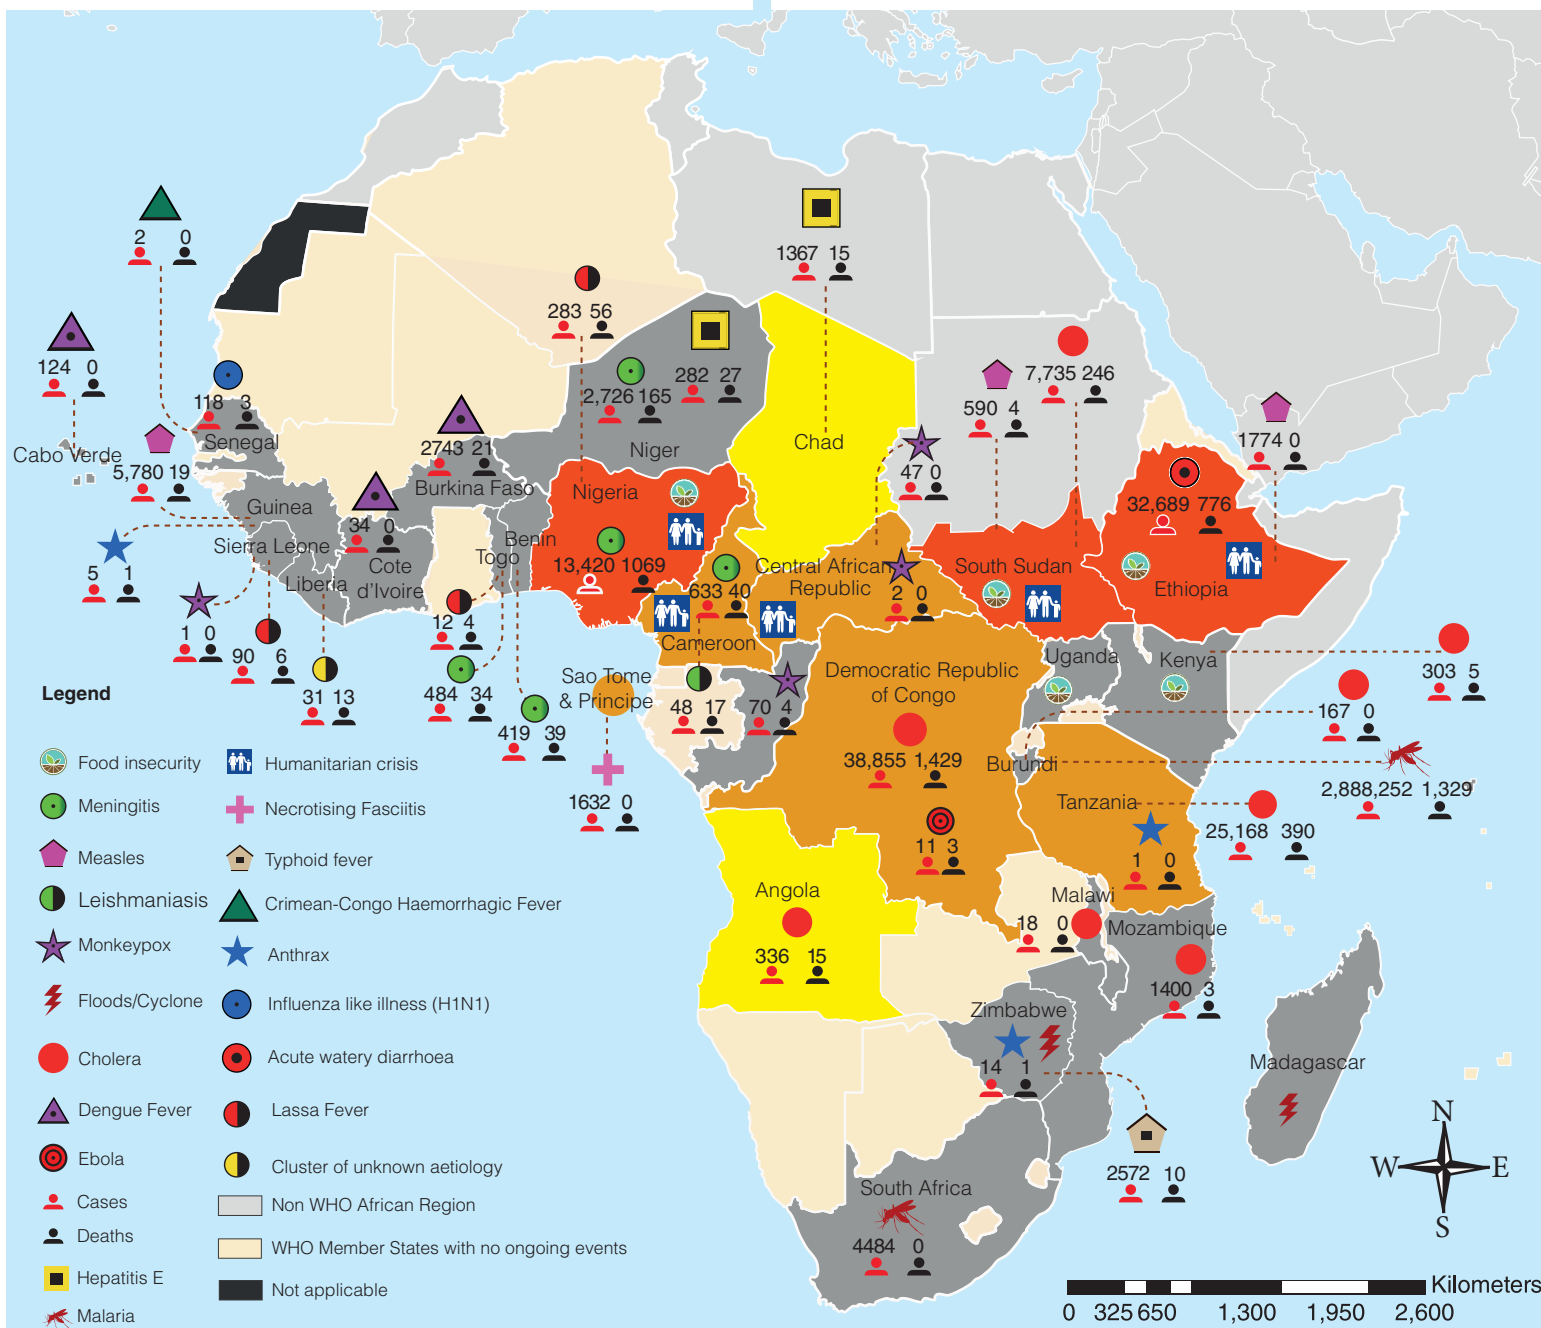 2 0
1367 15
283 56
124 0
282 27
7,735 246
2,726 165
590 4
118 3
1774 0
Senegal
Chad
2743 21
Niger
Cabo Verde
5,780 19
47 0
Burkina Faso
Nigeria
32,689 776
Guinea
34 0
Benin
Sierra Leone
Togo
Cote
d'Ivoire
13,420 1069
Central African
Republic
South Sudan
Liberia
Ethiopia
5 1
633 40
2 0
12 4
Cameroon
1 0
90 6
Uganda
Kenya
Democratic Republic
of Congo
Sao Tome
& Principe
303 5
31 13
484 34
48 17
70 4
167 0
419 39
38,855 1,429
Burundi
2,888,252 1,329
Tanzania
1632 0
25,168 390
11 3
1 0
Angola
Malawi
18 0
Mozambique
336 15
1400 3
Zimbabwe
14 1
Madagascar
2572 10
South Africa
4484 0
Legend
Food insecurity
Humanitarian crisis
Meningitis
Necrotising Fasciitis
Measles
Typhoid fever
Leishmaniasis
Crimean-Congo Haemorrhagic Fever
Monkeypox
Anthrax
Floods/Cyclone
Influenza like illness (H1N1)
Cholera
Acute watery diarrhoea
Dengue Fever
Lassa Fever
Ebola
Cluster of unknown aetiology
Cases
Non WHO African Region
Deaths
WHO Member States with no ongoing events
Hepatitis E
Not applicable
Malaria
N
W E
S
Kilometers
0 325 650 1,300 1,950 2,600